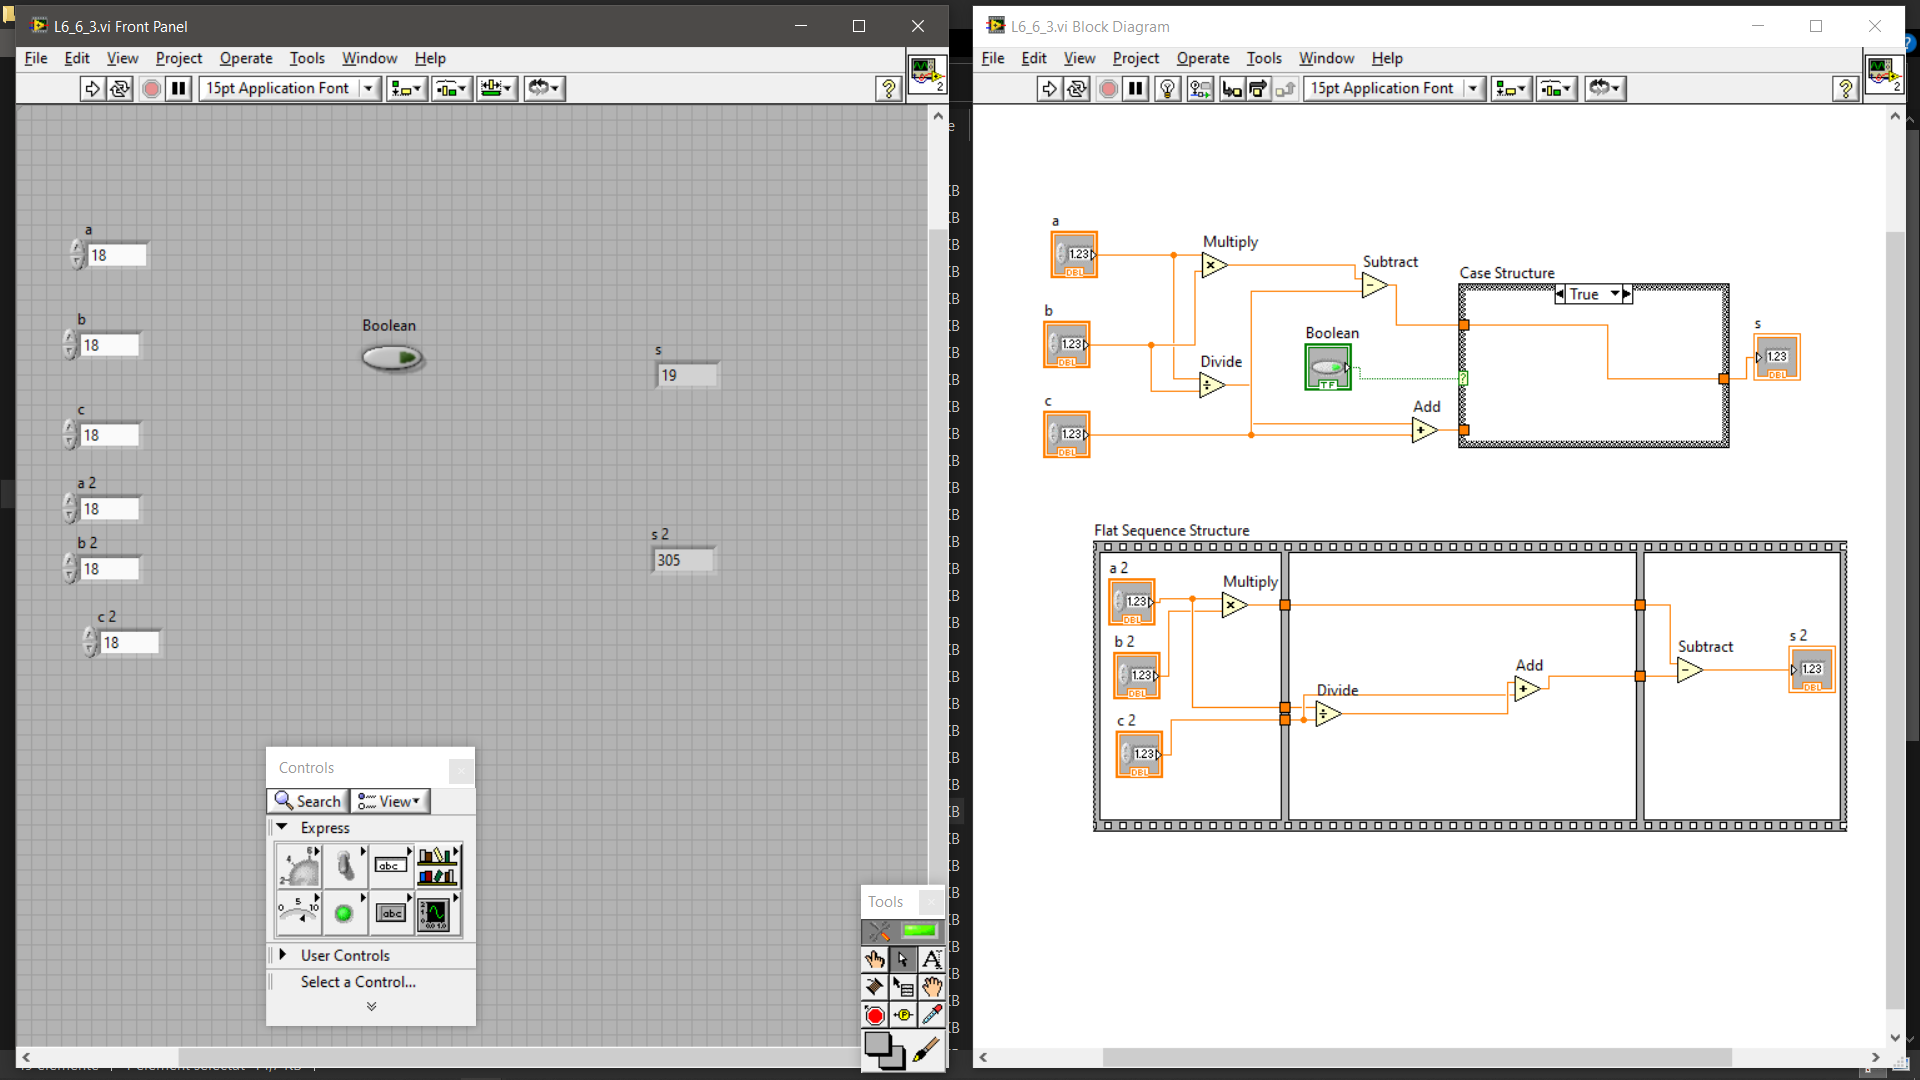 L6_6_3.vi Front Panel
File Edit View Project Operate Tools Window Help
15pt Application Font
2
a
18
b
18
Boolean
s
19
c
18
a 2
18
b 2
18
s 2
305
c 2
18
Controls
Search View
Express
abc
abc
User Controls
Select a Control...
Tools
L6_6_3.vi Block Diagram
File Edit View Project Operate Tools Window Help
15pt Application Font
2
a
1.23
DBL
Multiply
Subtract
Case Structure
True
b
1.23
DBL
Boolean
TF
Divide
s
1.23
DBL
c
1.23
DBL
Add
Flat Sequence Structure
a 2
1.23
DBL
Multiply
b 2
1.23
DBL
c 2
1.23
DBL
Divide
Add
Subtract
s 2
1.23
DBL